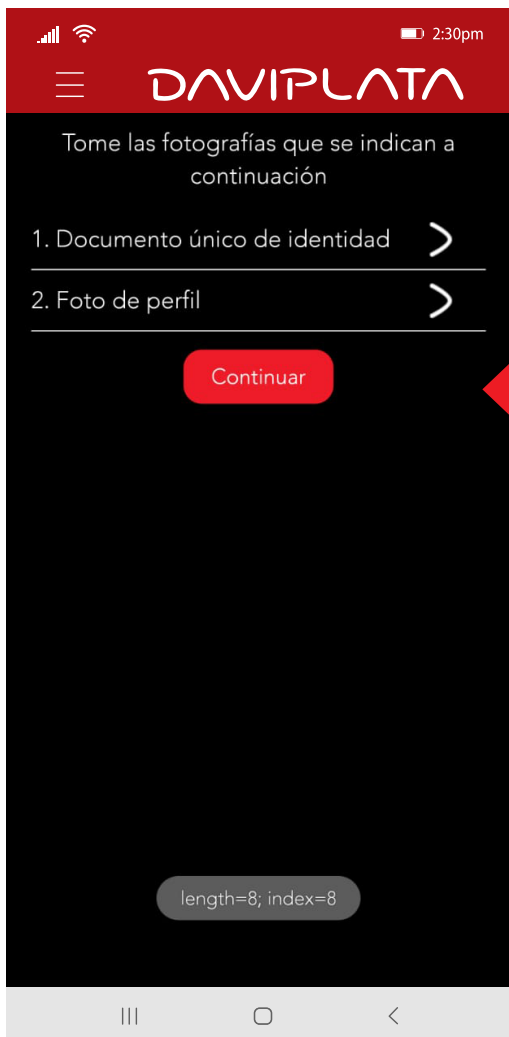 2:30pm
DAVIPLATA
Tome las fotografías que se indican a
continuación
1. Documento único de identidad
2. Foto de perfil
Continuar
length=8; index=8